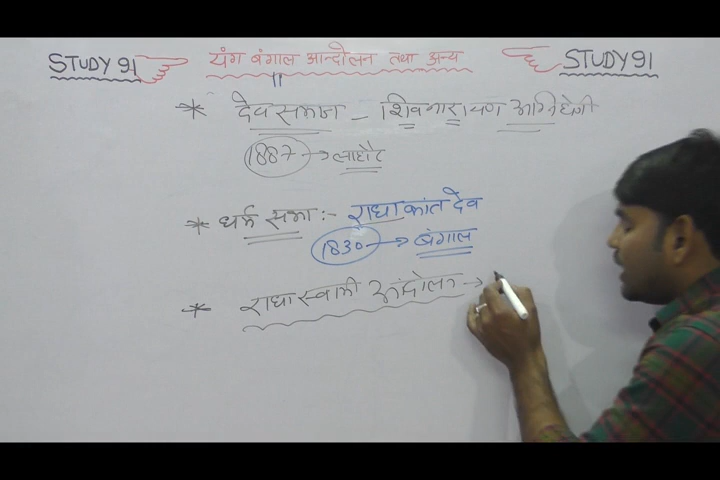 STUDY 91 यंग बंगाल आन्दोलन तथा अन्य STUDY 91
* देव समाज - शिवनारायण अग्निहोत्री
1887 → लाहौर
* धर्म सभा :- राधाकांत देव
1830 → बंगाल
* राधा स्वामी आंदोलन →